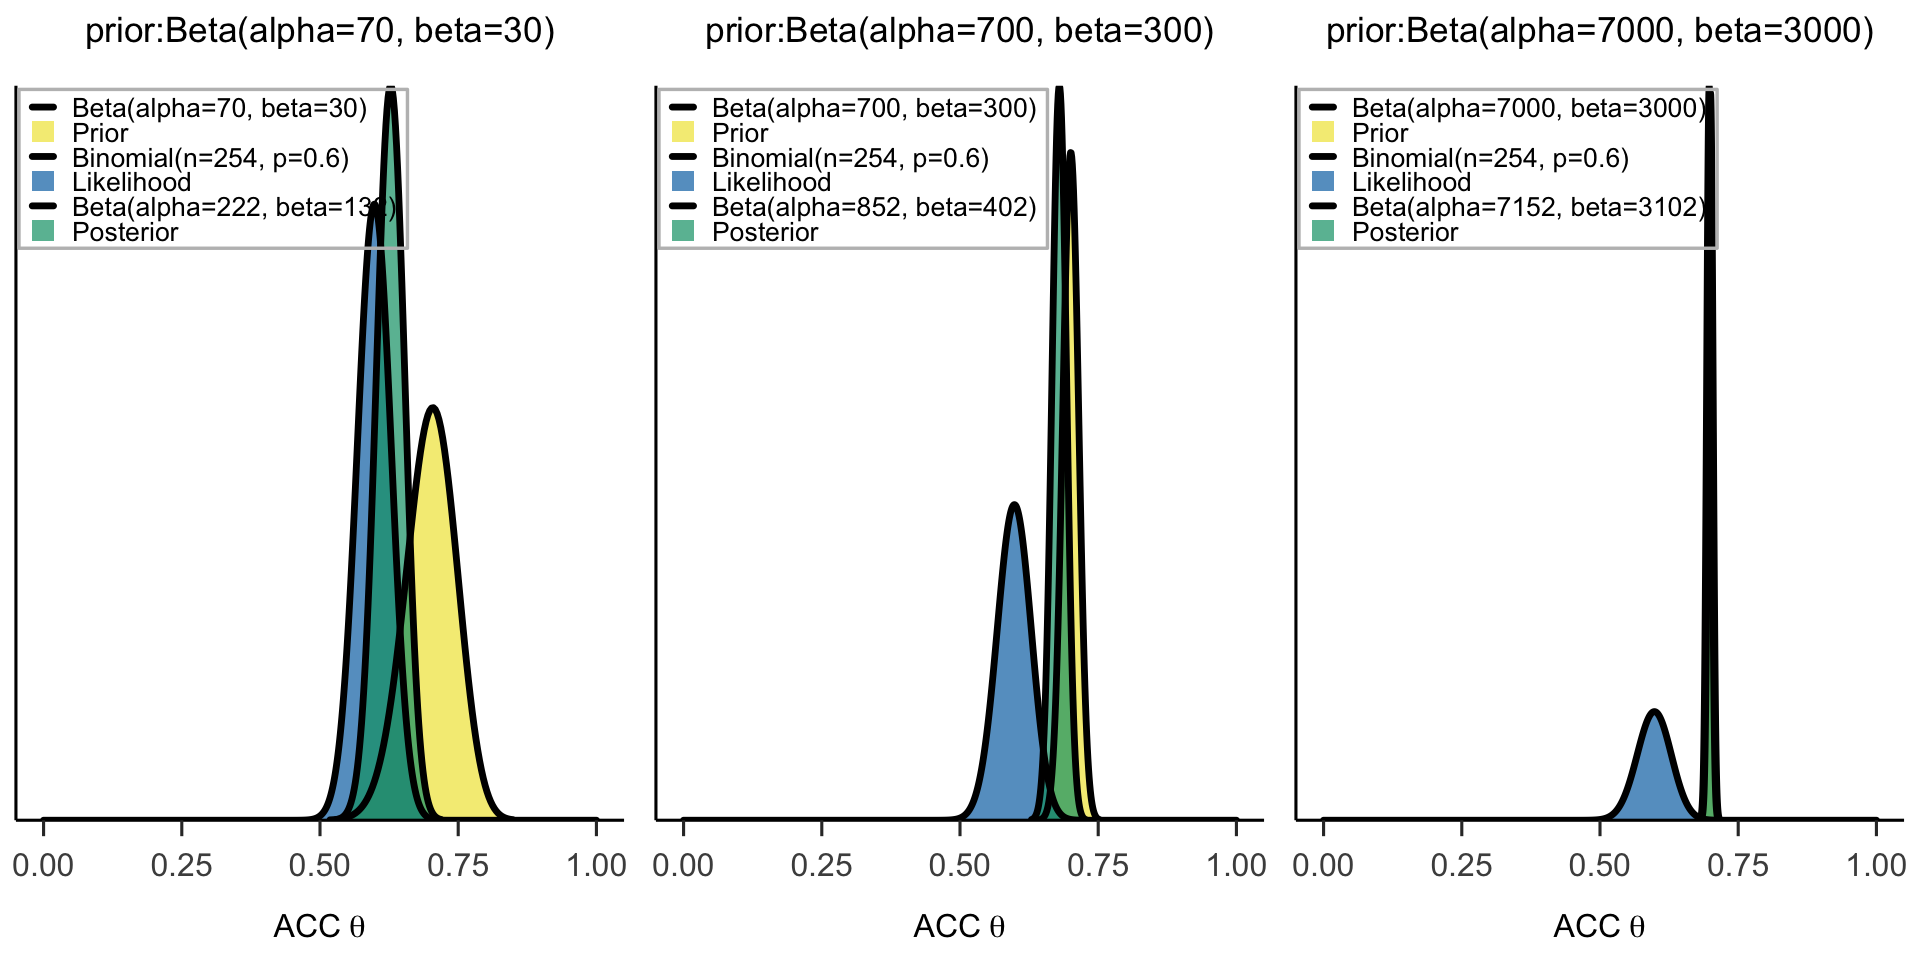 prior:Beta(alpha=70, beta=30)
Beta(alpha=70, beta=30)
Prior
Binomial(n=254, p=0.6)
Likelihood
Beta(alpha=222, beta=132)
Posterior
0.00 0.25 0.50 0.75 1.00
ACC θ
prior:Beta(alpha=700, beta=300)
Beta(alpha=700, beta=300)
Prior
Binomial(n=254, p=0.6)
Likelihood
Beta(alpha=852, beta=402)
Posterior
0.00 0.25 0.50 0.75 1.00
ACC θ
prior:Beta(alpha=7000, beta=3000)
Beta(alpha=7000, beta=3000)
Prior
Binomial(n=254, p=0.6)
Likelihood
Beta(alpha=7152, beta=3102)
Posterior
0.00 0.25 0.50 0.75 1.00
ACC θ